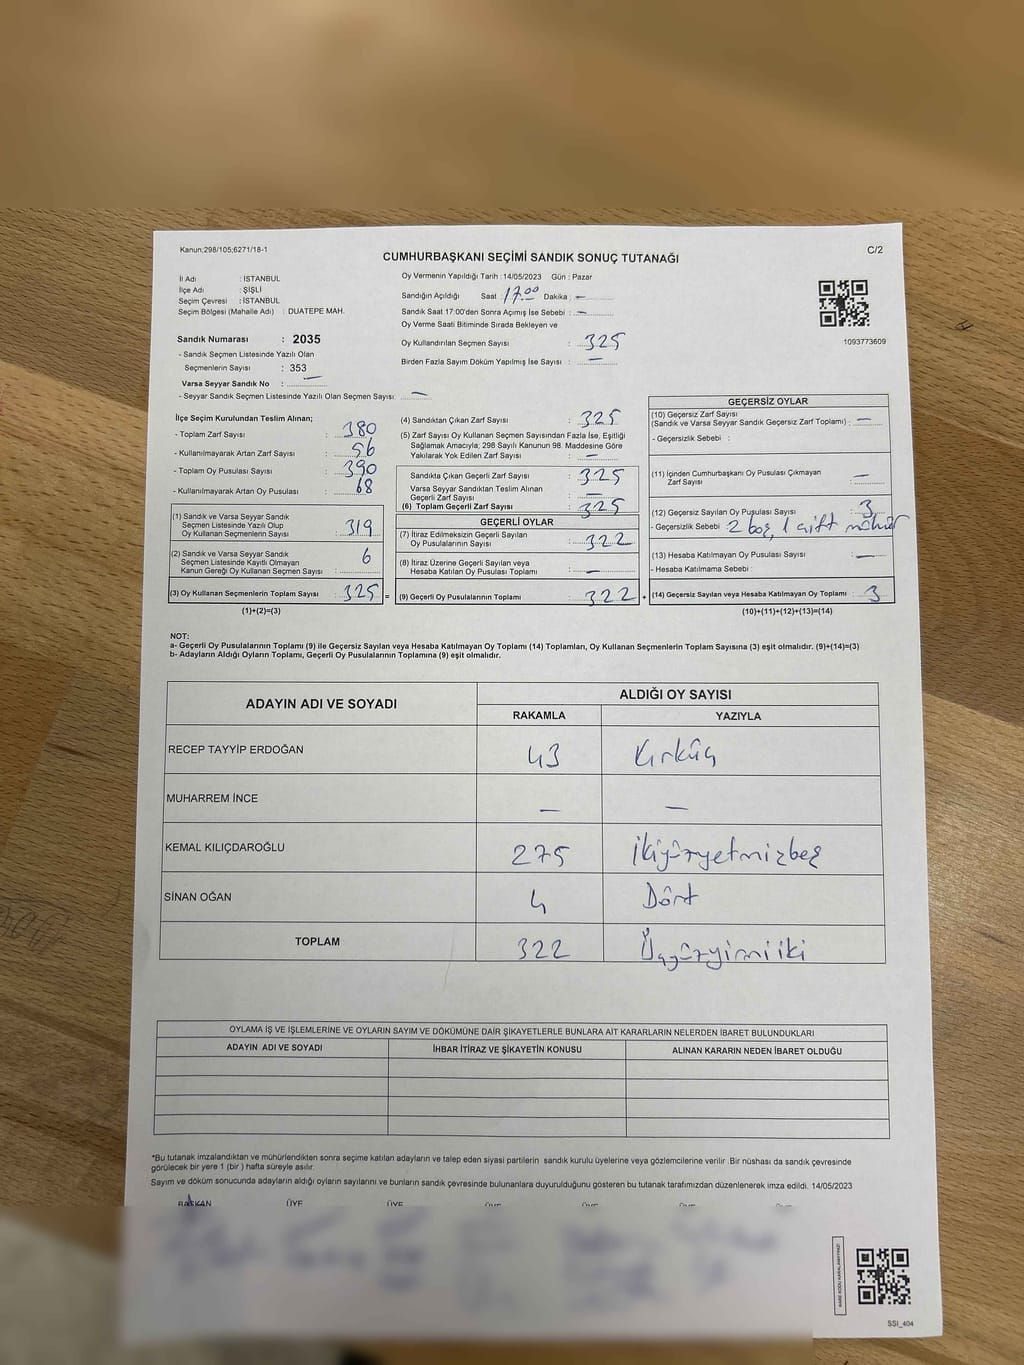 Kanun;298/105;6271/18-1
C/2
CUMHURBAŞKANI SEÇİMİ SANDIK SONUÇ TUTANAĞI
İl Adı : İSTANBUL
İlçe Adı : ŞİŞLİ
Seçim Çevresi : İSTANBUL
Seçim Bölgesi (Mahalle Adı) : DUATEPE MAH.
Oy Vermenin Yapıldığı Tarih :14/05/2023 Gün : Pazar
Sandığın Açıldığı Saat : 17.00 Dakika : —
Sandık Saat 17:00'den Sonra Açımış İse Sebebi : —
Oy Verme Saati Bitiminde Sırada Bekleyen ve
Oy Kullandırılan Seçmen Sayısı : 325
Birden Fazla Sayım Döküm Yapılmış İse Sayısı : —
1093773609
Sandık Numarası : 2035
- Sandık Seçmen Listesinde Yazılı Olan
Seçmenlerin Sayısı : 353
Varsa Seyyar Sandık No : —
- Seyyar Sandık Seçmen Listesinde Yazılı Olan Seçmen Sayısı: —
İlçe Seçim Kurulundan Teslim Alınan;
- Toplam Zarf Sayısı : 380
- Kullanılmayarak Artan Zarf Sayısı : 56
- Toplam Oy Pusulası Sayısı : 390
- Kullanılmayarak Artan Oy Pusulası : 68
(1) Sandık ve Varsa Seyyar Sandık
Seçmen Listesinde Yazılı Olup
Oy Kullanan Seçmenlerin Sayısı : 319
(2) Sandık ve Varsa Seyyar Sandık
Seçmen Listesinde Kayıtlı Olmayan
Kanun Gereği Oy Kullanan Seçmen Sayısı : 6
(3) Oy Kullanan Seçmenlerin Toplam Sayısı : 325 =
(1)+(2)=(3)
(4) Sandıktan Çıkan Zarf Sayısı : 325
(5) Zarf Sayısı Oy Kullanan Seçmen Sayısından Fazla İse, Eşitliği
Sağlamak Amacıyla; 298 Sayılı Kanunun 98. Maddesine Göre
Yakılarak Yok Edilen Zarf Sayısı : —
Sandıkta Çıkan Geçerli Zarf Sayısı : 325
Varsa Seyyar Sandıktan Teslim Alınan
Geçerli Zarf Sayısı : —
(6) Toplam Geçerli Zarf Sayısı : 325
GEÇERLİ OYLAR
(7) İtiraz Edilmeksizin Geçerli Sayılan
Oy Pusulalarının Sayısı : 322
(8) İtiraz Üzerine Geçerli Sayılan veya
Hesaba Katılan Oy Pusulası Toplamı : —
(9) Geçerli Oy Pusulalarının Toplamı : 322 +
GEÇERSİZ OYLAR
(10) Geçersiz Zarf Sayısı
(Sandık ve Varsa Seyyar Sandık Geçersiz Zarf Toplamı) : —
- Geçersizlik Sebebi :
(11) İçinden Cumhurbaşkanı Oy Pusulası Çıkmayan
Zarf Sayısı : —
(12) Geçersiz Sayılan Oy Pusulası Sayısı : 3
- Geçersizlik Sebebi : 2 boş, 1 çift mühür
(13) Hesaba Katılmayan Oy Pusulası Sayısı : —
- Hesaba Katılmama Sebebi :
(14) Geçersiz Sayılan veya Hesaba Katılmayan Oy Toplamı : 3
(10)+(11)+(12)+(13)=(14)
NOT:
a- Geçerli Oy Pusulalarının Toplamı (9) ile Geçersiz Sayılan veya Hesaba Katılmayan Oy Toplamı (14) Toplamları, Oy Kullanan Seçmenlerin Toplam Sayısına (3) eşit olmalıdır. (9)+(14)=(3)
b- Adayların Aldığı Oyların Toplamı, Geçerli Oy Pusulalarının Toplamına (9) eşit olmalıdır.
ADAYIN ADI VE SOYADI
ALDIĞI OY SAYISI
RAKAMLA YAZIYLA
RECEP TAYYİP ERDOĞAN 43 Kırküç
MUHARREM İNCE — —
KEMAL KILIÇDAROĞLU 275 İkiyüzyetmişbeş
SİNAN OĞAN 4 Dört
TOPLAM 322 Üçyüzyirmiiki
OYLAMA İŞ VE İŞLEMLERİNE VE OYLARIN SAYIM VE DÖKÜMÜNE DAİR ŞİKAYETLERLE BUNLARA AİT KARARLARIN NELERDEN İBARET BULUNDUKLARI
ADAYIN ADI VE SOYADI İHBAR İTİRAZ VE ŞİKAYETİN KONUSU ALINAN KARARIN NEDEN İBARET OLDUĞU
*Bu tutanak imzalandıktan ve mühürlendikten sonra seçime katılan adayların ve talep eden siyasi partilerin sandık kurulu üyelerine veya gözlemcilerine verilir .Bir nüshası da sandık çevresinde
görülecek bir yere 1 (bir ) hafta süreyle asılır.
Sayım ve döküm sonucunda adayların aldığı oyların sayılarını ve bunların sandık çevresinde bulunanlara duyurulduğunu gösteren bu tutanak tarafımızdan düzenlenerek imza edildi. 14/05/2023
BAŞKAN ÜYE ÜYE ÜYE ÜYE ÜYE ÜYE
SSI_404